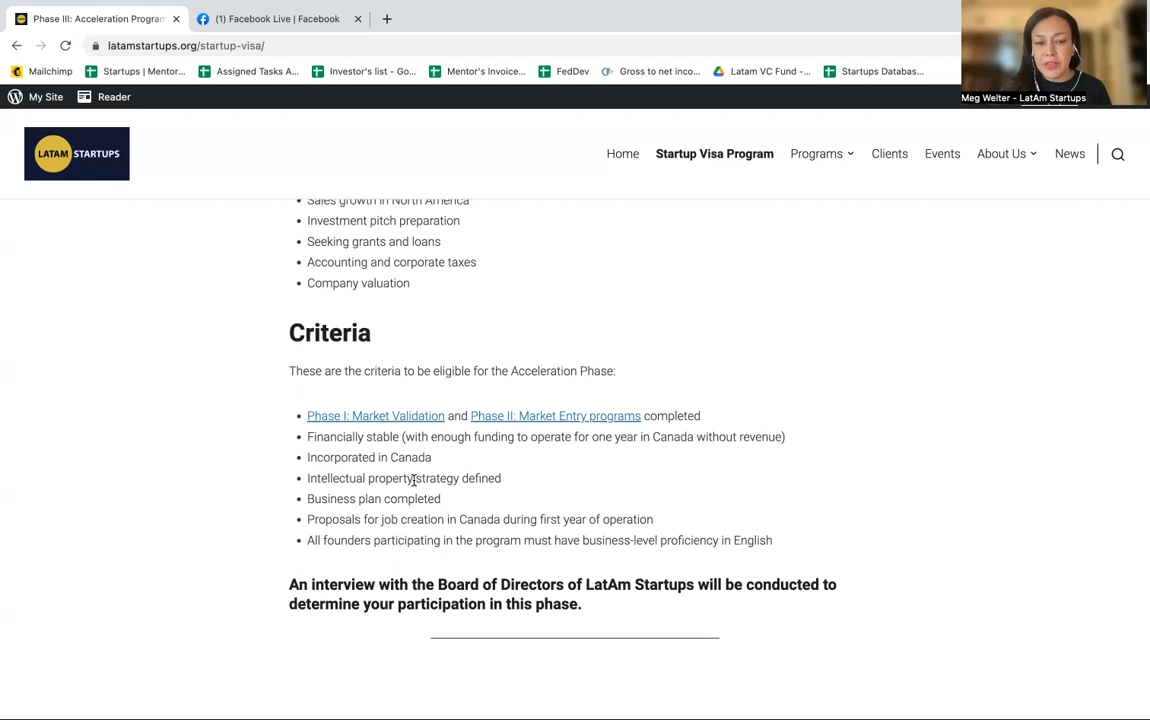 Phase III: Acceleration Program
(1) Facebook Live | Facebook
latamstartups.org/startup-visa/
Mailchimp
Startups | Mentor...
Assigned Tasks A...
Investor's list - Go...
Mentor's Invoice...
FedDev
Gross to net inco...
Latam VC Fund -...
Startups Databas...
Meg Welter - LatAm Startups
My Site
Reader
LATAM STARTUPS
Home
Startup Visa Program
Programs
Clients
Events
About Us
News
Sales growth in North America
Investment pitch preparation
Seeking grants and loans
Accounting and corporate taxes
Company valuation
Criteria
These are the criteria to be eligible for the Acceleration Phase:
Phase I: Market Validation and Phase II: Market Entry programs completed
Financially stable (with enough funding to operate for one year in Canada without revenue)
Incorporated in Canada
Intellectual property strategy defined
Business plan completed
Proposals for job creation in Canada during first year of operation
All founders participating in the program must have business-level proficiency in English
An interview with the Board of Directors of LatAm Startups will be conducted to
determine your participation in this phase.